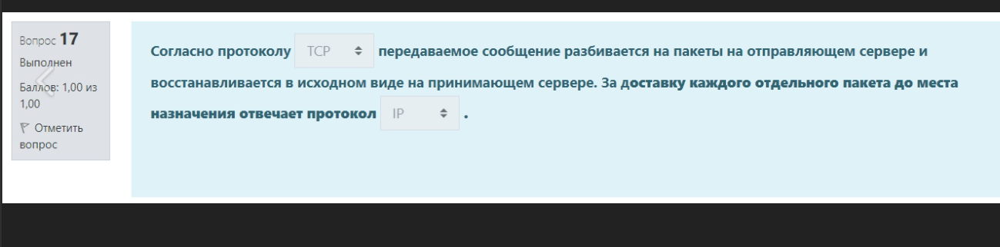 Вопрос 17
Выполнен
Баллов: 1,00 из
1,00
Отметить
вопрос
Согласно протоколу TCP передаваемое сообщение разбивается на пакеты на отправляющем сервере и
восстанавливается в исходном виде на принимающем сервере. За доставку каждого отдельного пакета до места
назначения отвечает протокол IP .